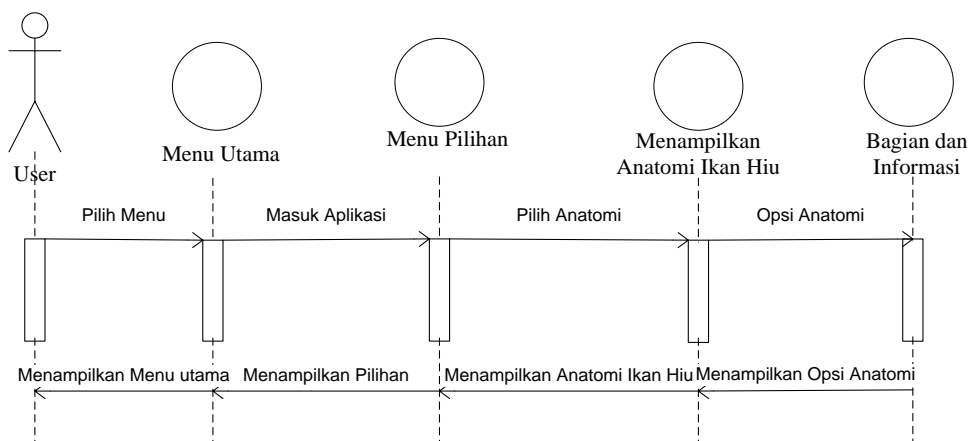 User
Menu Utama
Menu Pilihan
Menampilkan
Anatomi Ikan Hiu
Bagian dan
Informasi
Pilih Menu
Masuk Aplikasi
Pilih Anatomi
Opsi Anatomi
Menampilkan Menu utama
Menampilkan Pilihan
Menampilkan Anatomi Ikan Hiu
Menampilkan Opsi Anatomi